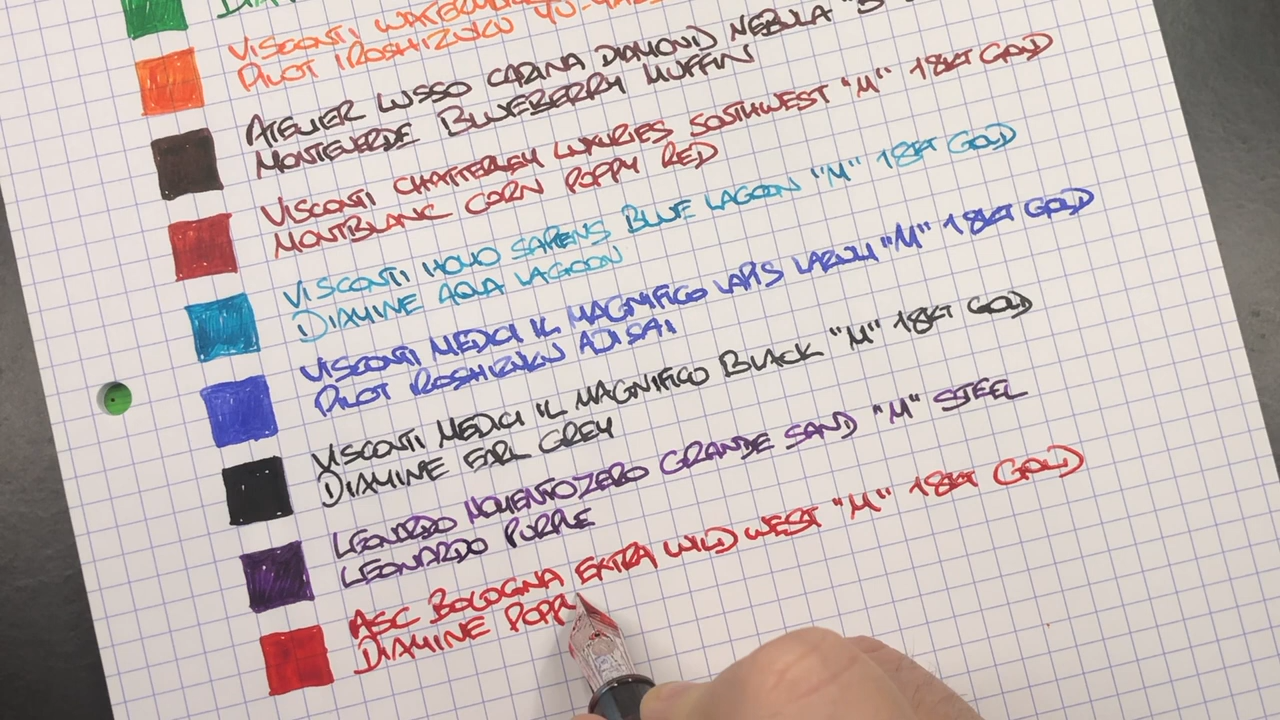 VISCONTI
PILOT IROSHIZUKU
ATELIER LUSSO CARINA DIAMOND NEBULA
MONTEVERDE BLUEBERRY MUFFIN
VISCONTI CHATTERLEY LUXURIES SOUTHWEST "M" 18KT GOLD
MONTBLANC CORN POPPY RED
VISCONTI HOMO SAPIENS BLUE LAGOON "M" 18KT GOLD
DIAMINE AQUA LAGOON
VISCONTI MEDICI IL MAGNIFICO LAPIS LAZULI "M" 18KT GOLD
PILOT IROSHIZUKU AJISAI
VISCONTI MEDICI IL MAGNIFICO BLACK "M" 18KT GOLD
DIAMINE EARL GREY
LEONARDO MOMENTO ZERO GRANDE SAND "M" STEEL
LEONARDO PURPLE
ASC BOLOGNA EXTRA WILD WEST "M" 18KT GOLD
DIAMINE POPP